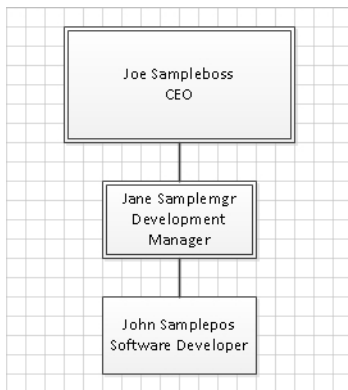 Joe Sampleboss
CEO
Jane Samplemgr
Development
Manager
John Samplepos
Software Developer